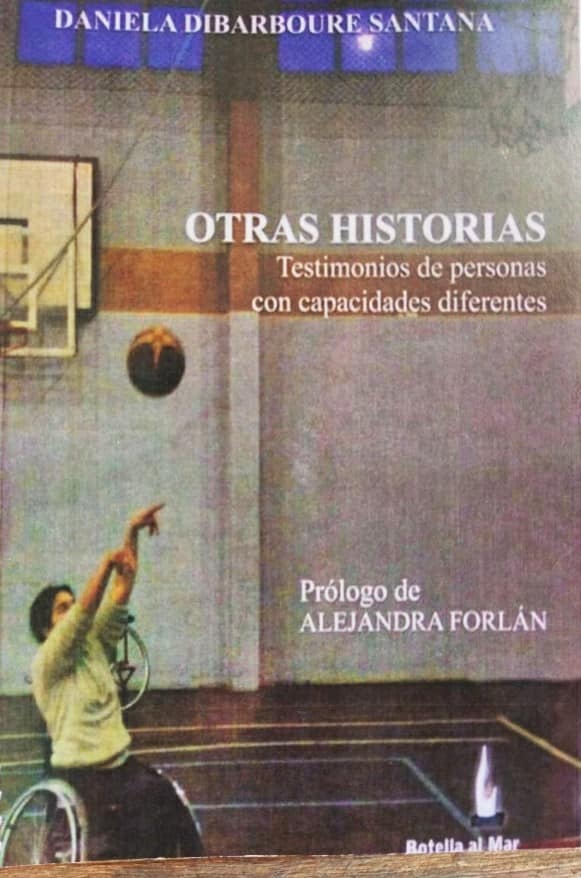 DANIELA DIBARBOURE SANTANA
OTRAS HISTORIAS
Testimonios de personas
con capacidades diferentes
Prólogo de
ALEJANDRA FORLÁN
Botella al Mar